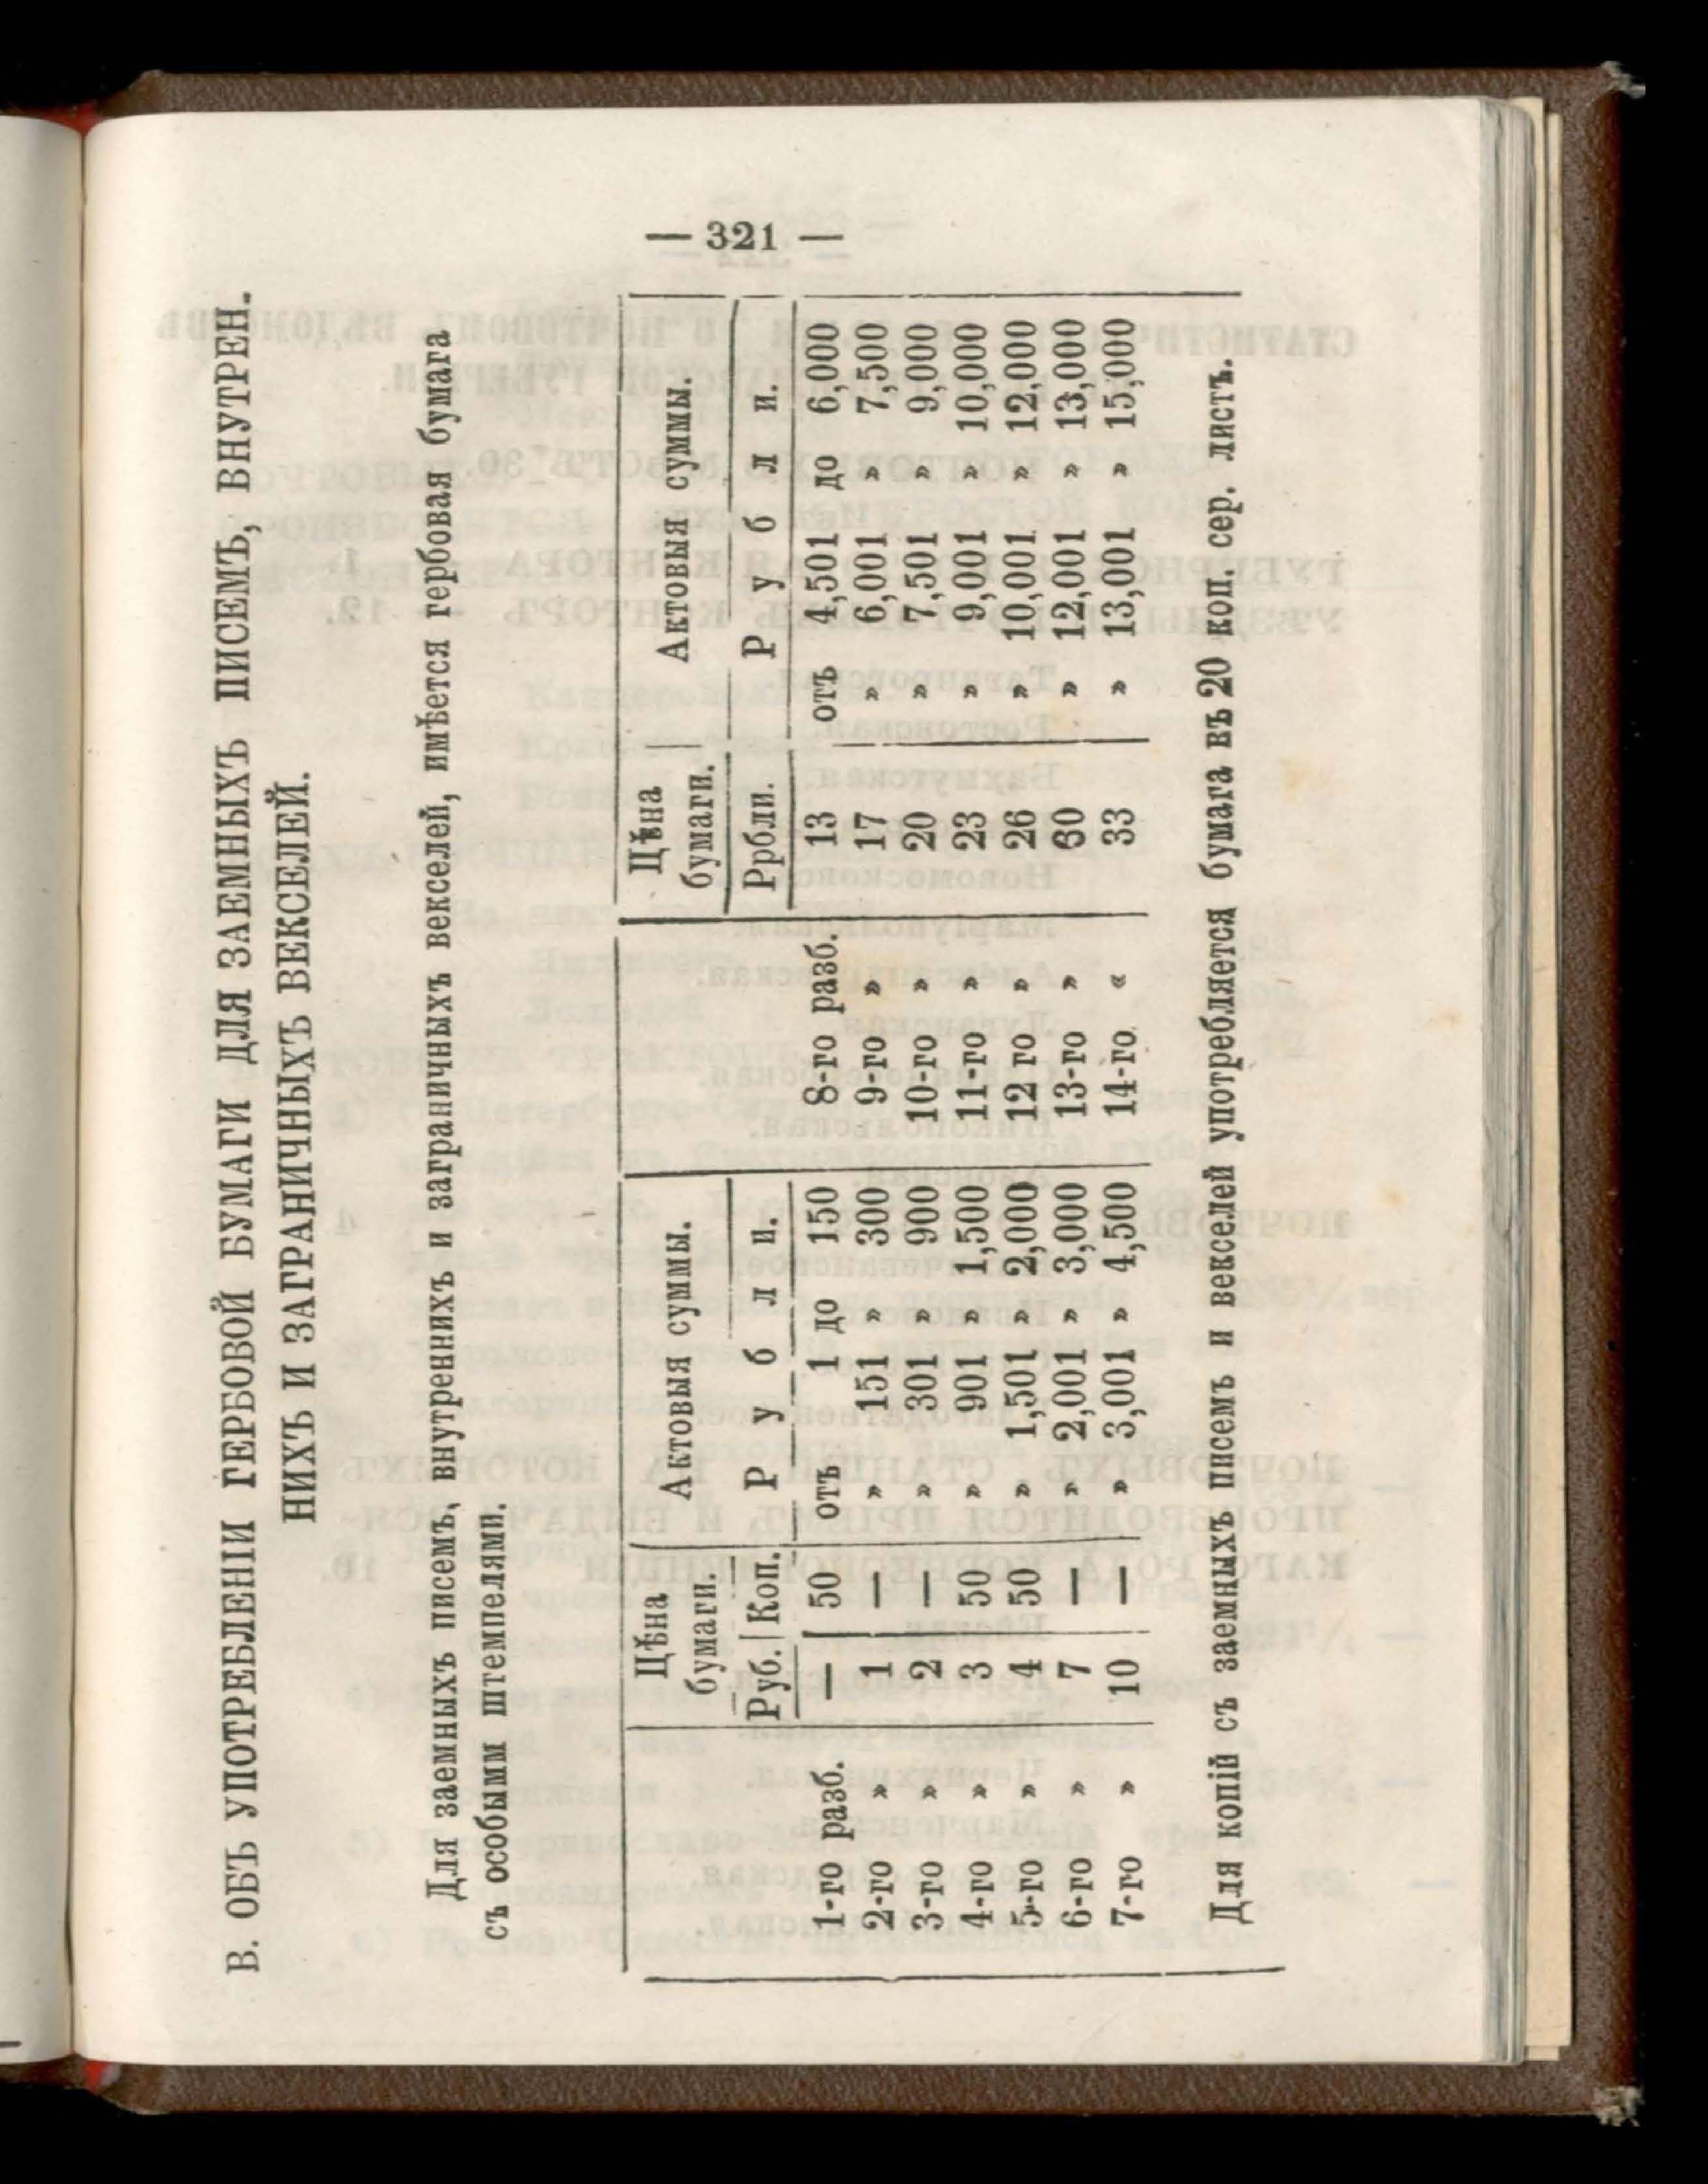 — 321 —
В. ОБЪ УПОТРЕБЛЕНІИ ГЕРБОВОЙ БУМАГИ ДЛЯ ЗАЕМНЫХЪ ПИСЕМЪ, ВНУТРЕН.
НИХЪ И ЗАГРАНИЧНЫХЪ ВЕКСЕЛЕЙ.
Для заемныхъ писемъ, внутреннихъ и заграничныхъ векселей, имѣется гербовая бумага
съ особымм штемпелями.
Цѣна бумаги. Актовыя суммы. Цѣна бумаги. Актовыя суммы.
Руб. Коп. Р у б л и. Ррбли. Р у б л и.
1-го разб. — 50 отъ 1 до 150 8-го разб. 13 отъ 4,501 до 6,000
2-го » 1 — » 151 » 300 9-го » 17 » 6,001 » 7,500
3-го » 2 — » 301 » 900 10-го » 20 » 7,501 » 9,000
4-го » 3 50 » 901 » 1,500 11-го » 23 » 9,001 » 10,000
5-го » 4 50 » 1,501 » 2,000 12 го » 26 » 10,001 » 12,000
6-го » 7 — » 2,001 » 3,000 13-го » 30 » 12,001 » 13,000
7-го » 10 — » 3,001 » 4,500 14-го « 33 » 13,001 » 15,000
Для копій съ заемныхъ писемъ и векселей употребляется бумага въ 20 коп. сер. листъ.